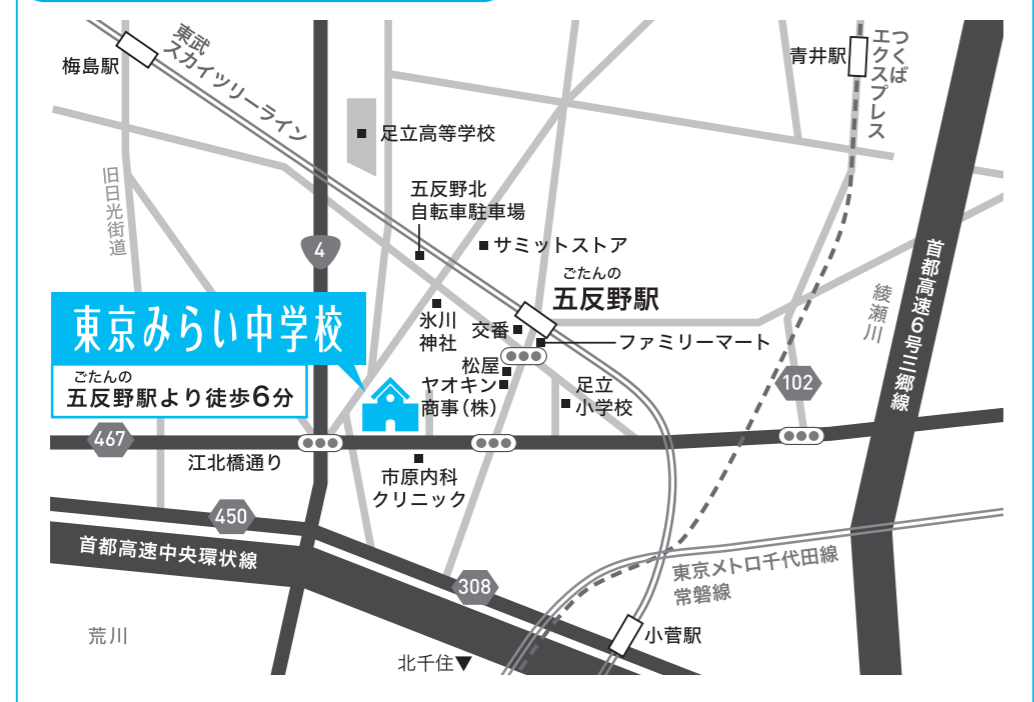 梅島駅
東武
スカイツリーライン
青井駅
つくば
エクスプレス
足立高等学校
旧日光街道
五反野北
自転車駐車場
4
サミットストア
首都高速6号三郷線
ごたんの
五反野駅
綾瀬川
東京みらい中学校
ごたんの
五反野駅より徒歩6分
氷川
神社
交番
ファミリーマート
松屋
ヤオキン
商事(株)
足立
小学校
102
467
江北橋通り
市原内科
クリニック
450
首都高速中央環状線
308
東京メトロ千代田線
常磐線
荒川
小菅駅
北千住▼